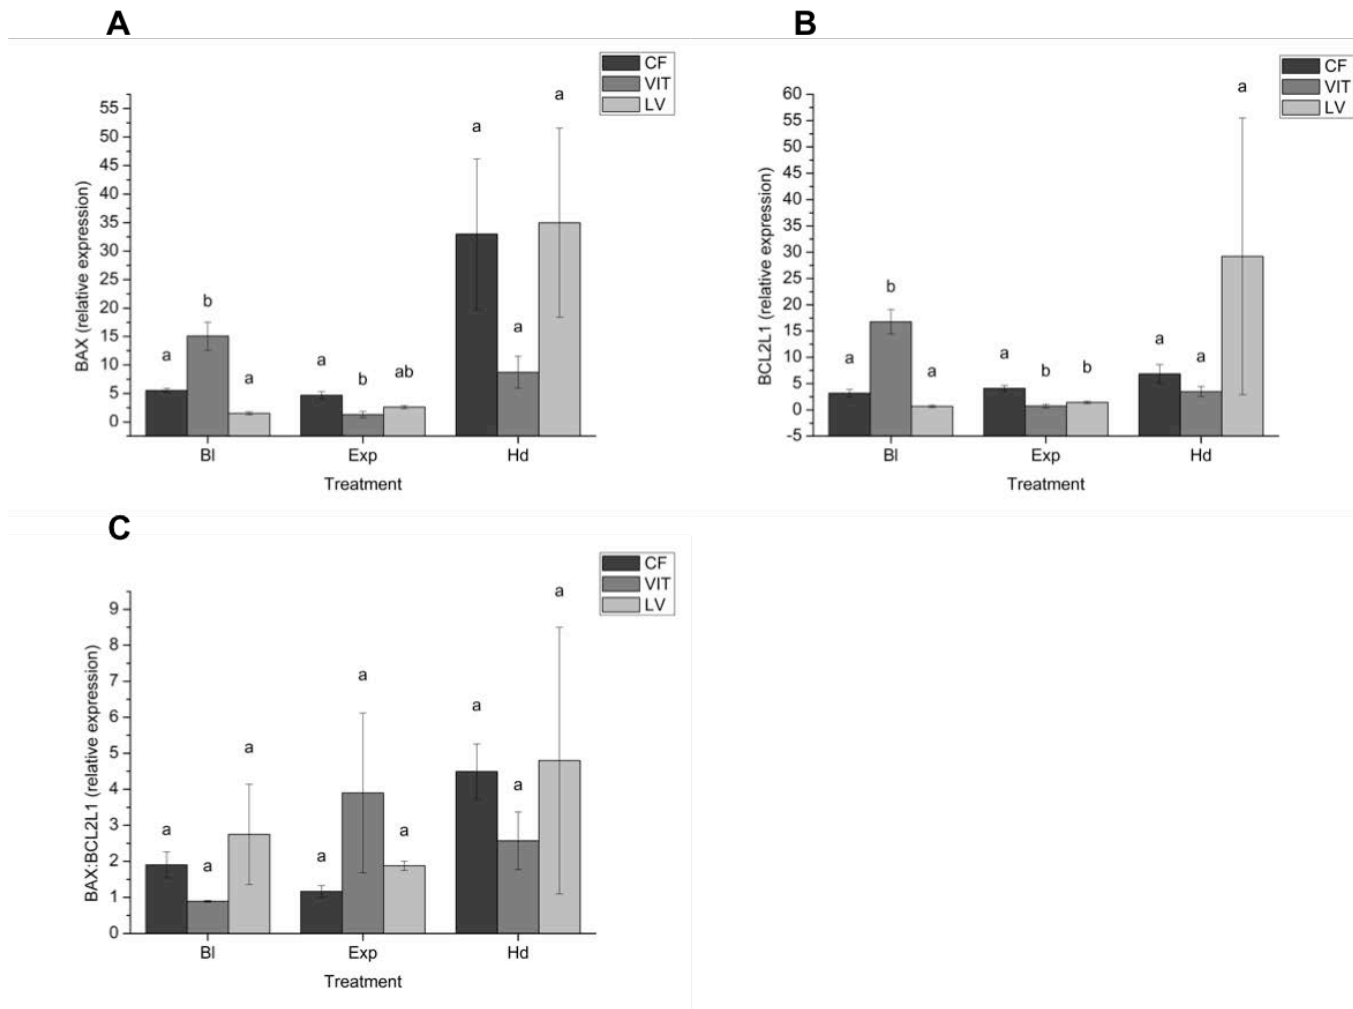 A
CF
VIT
LV
BAX (relative expression)
55
50
45
40
35
30
25
20
15
10
5
0
a
b
a
a
b
ab
a
a
a
Bl
Exp
Hd
Treatment
B
CF
VIT
LV
BCL2L1 (relative expression)
60
55
50
45
40
35
30
25
20
15
10
5
0
-5
a
b
a
a
b
b
a
a
a
Bl
Exp
Hd
Treatment
C
CF
VIT
LV
BAX:BCL2L1 (relative expression)
9
8
7
6
5
4
3
2
1
0
a
a
a
a
a
a
a
a
a
Bl
Exp
Hd
Treatment